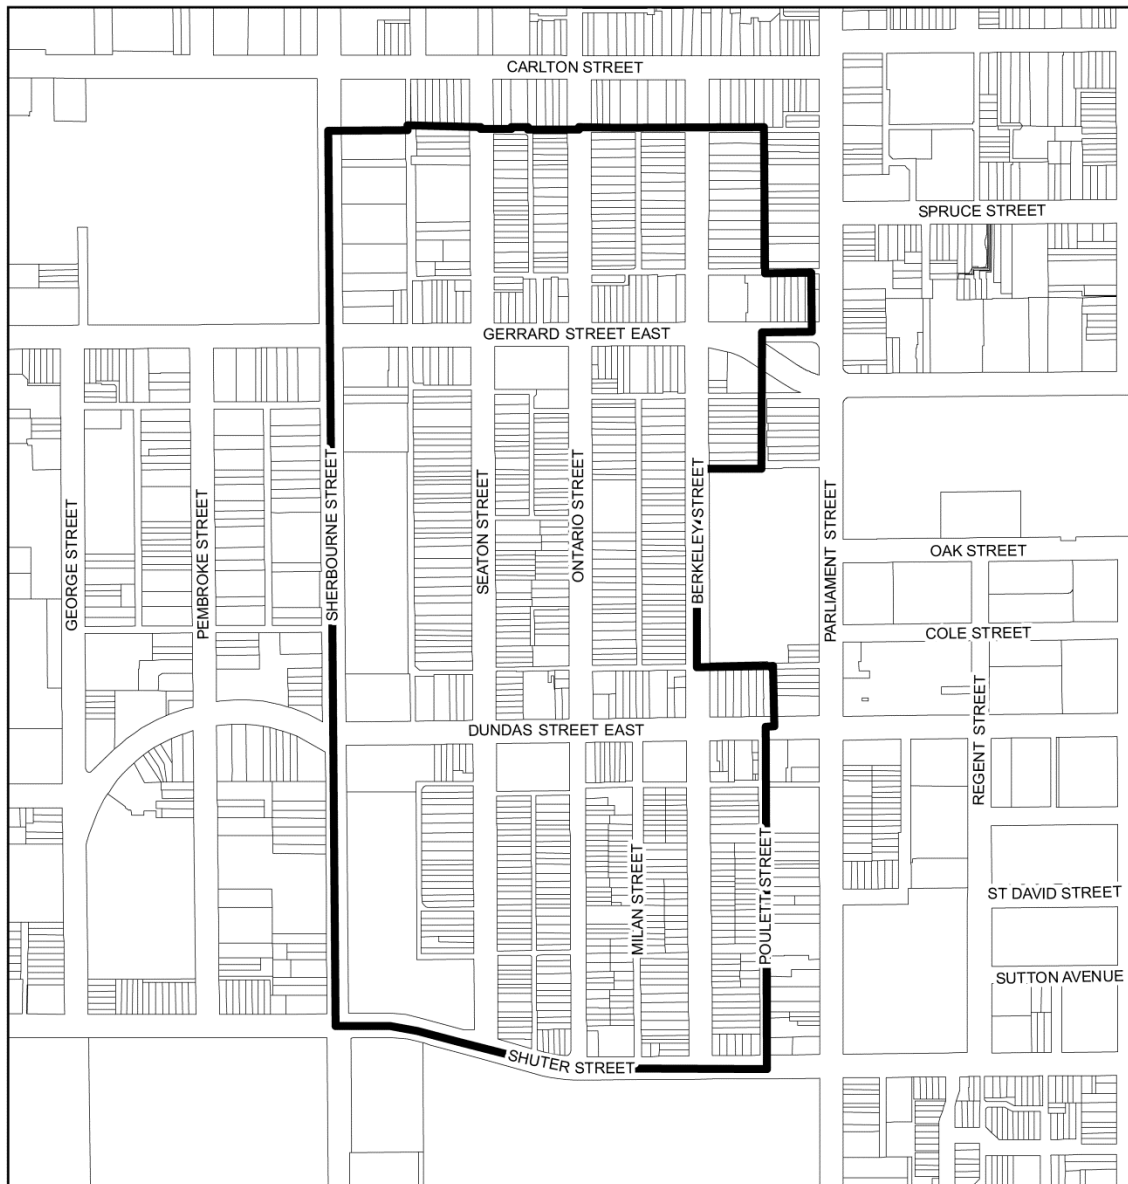 CARLTON STREET
SPRUCE STREET
GERRARD STREET EAST
GEORGE STREET
PEMBROKE STREET
SHERBOURNE STREET
SEATON STREET
ONTARIO STREET
BERKELEY STREET
PARLIAMENT STREET
OAK STREET
COLE STREET
REGENT STREET
DUNDAS STREET EAST
MILAN STREET
POULETT STREET
ST DAVID STREET
SUTTON AVENUE
SHUTER STREET